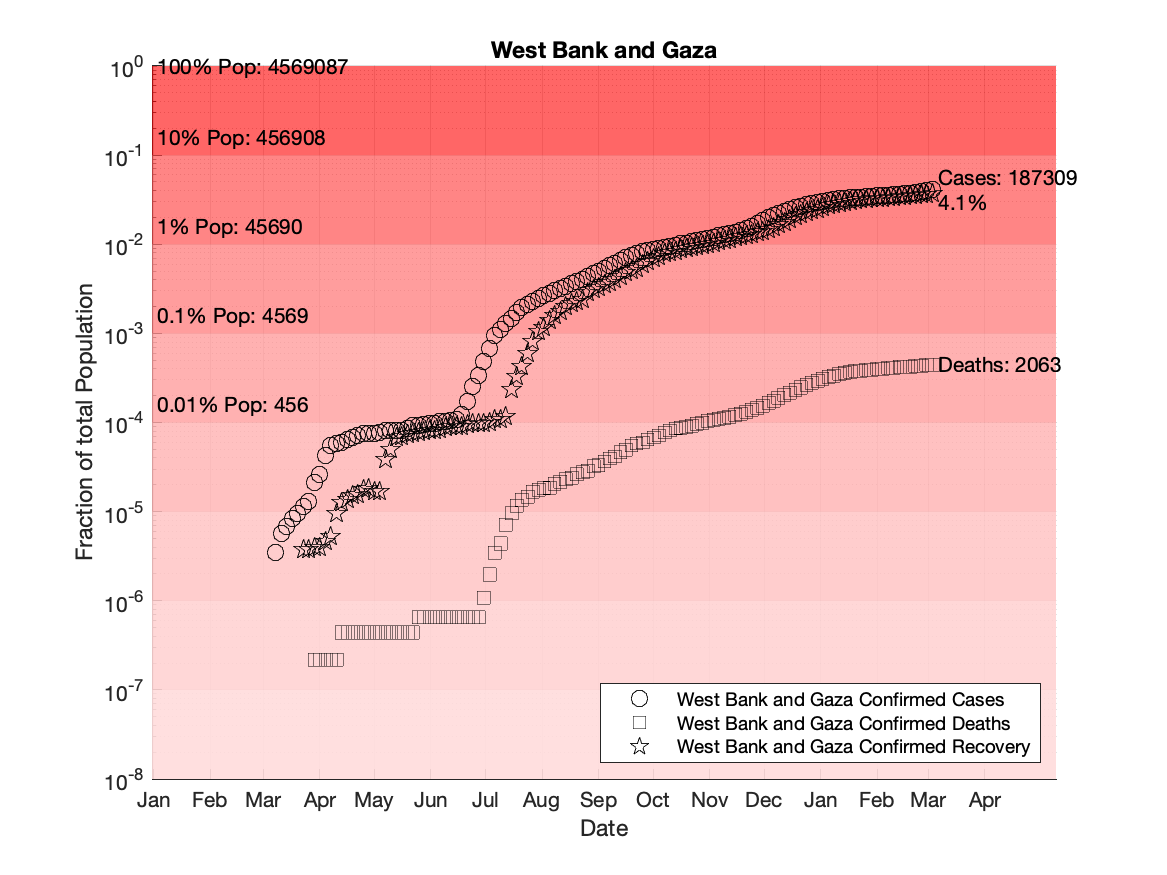 West Bank and Gaza
10^0
100% Pop: 4569087
10% Pop: 456908
10^-1
Cases: 187309
4.1%
1% Pop: 45690
10^-2
0.1% Pop: 4569
10^-3
Deaths: 2063
0.01% Pop: 456
10^-4
10^-5
10^-6
10^-7
10^-8
Fraction of total Population
West Bank and Gaza Confirmed Cases
West Bank and Gaza Confirmed Deaths
West Bank and Gaza Confirmed Recovery
Jan Feb Mar Apr May Jun Jul Aug Sep Oct Nov Dec Jan Feb Mar Apr
Date